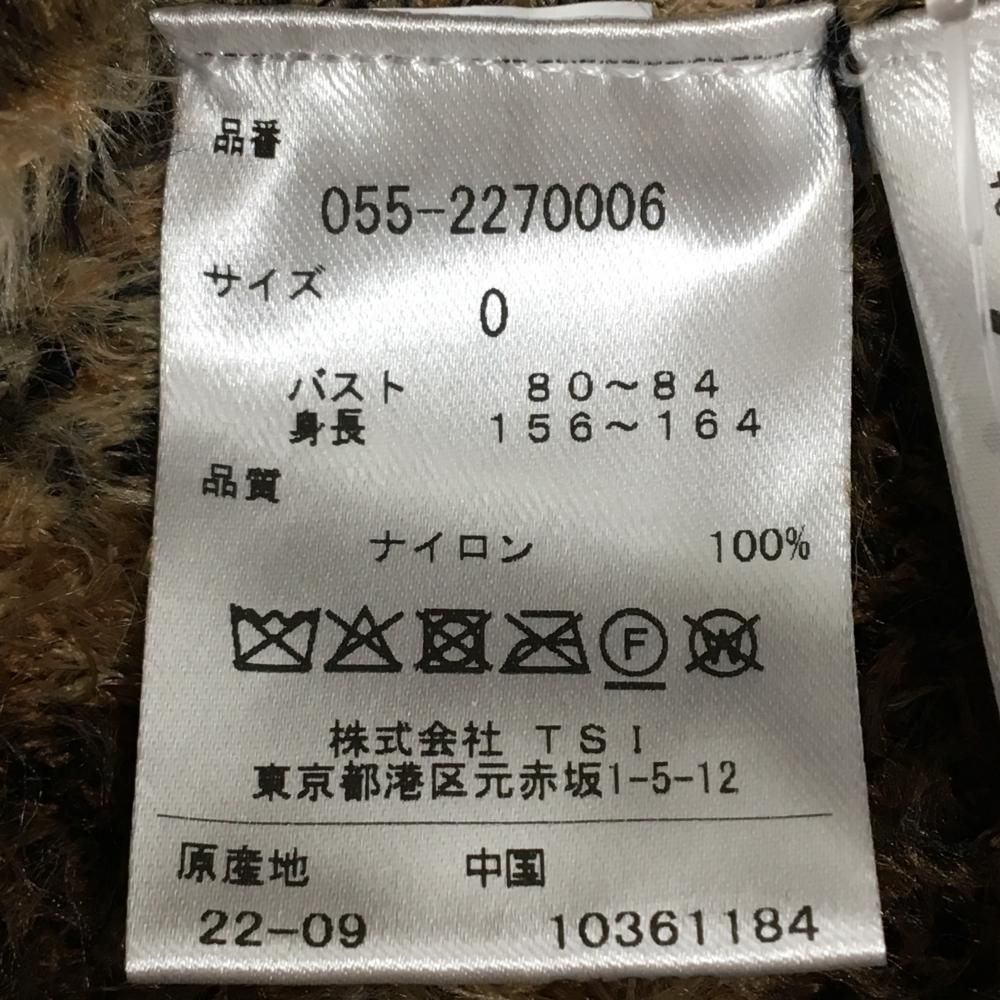 品番
055-2270006
サイズ
0
バスト 80～84
身長 156～164
品質
ナイロン 100%
F
W
株式会社 TSI
東京都港区元赤坂1-5-12
原産地 中国
22-09 10361184